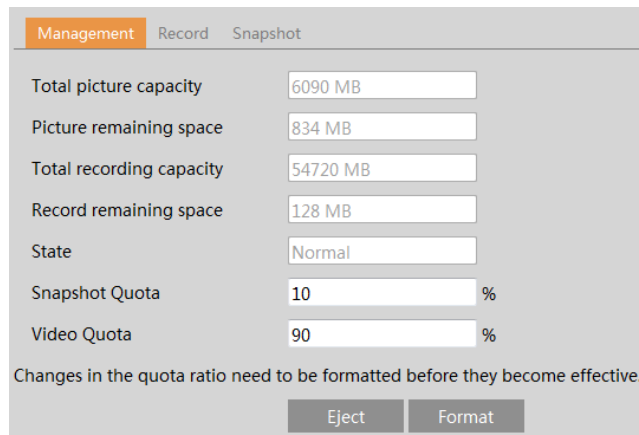 Management Record Snapshot
Total picture capacity 6090 MB
Picture remaining space 834 MB
Total recording capacity 54720 MB
Record remaining space 128 MB
State Normal
Snapshot Quota 10 %
Video Quota 90 %
Changes in the quota ratio need to be formatted before they become effective
Eject Format